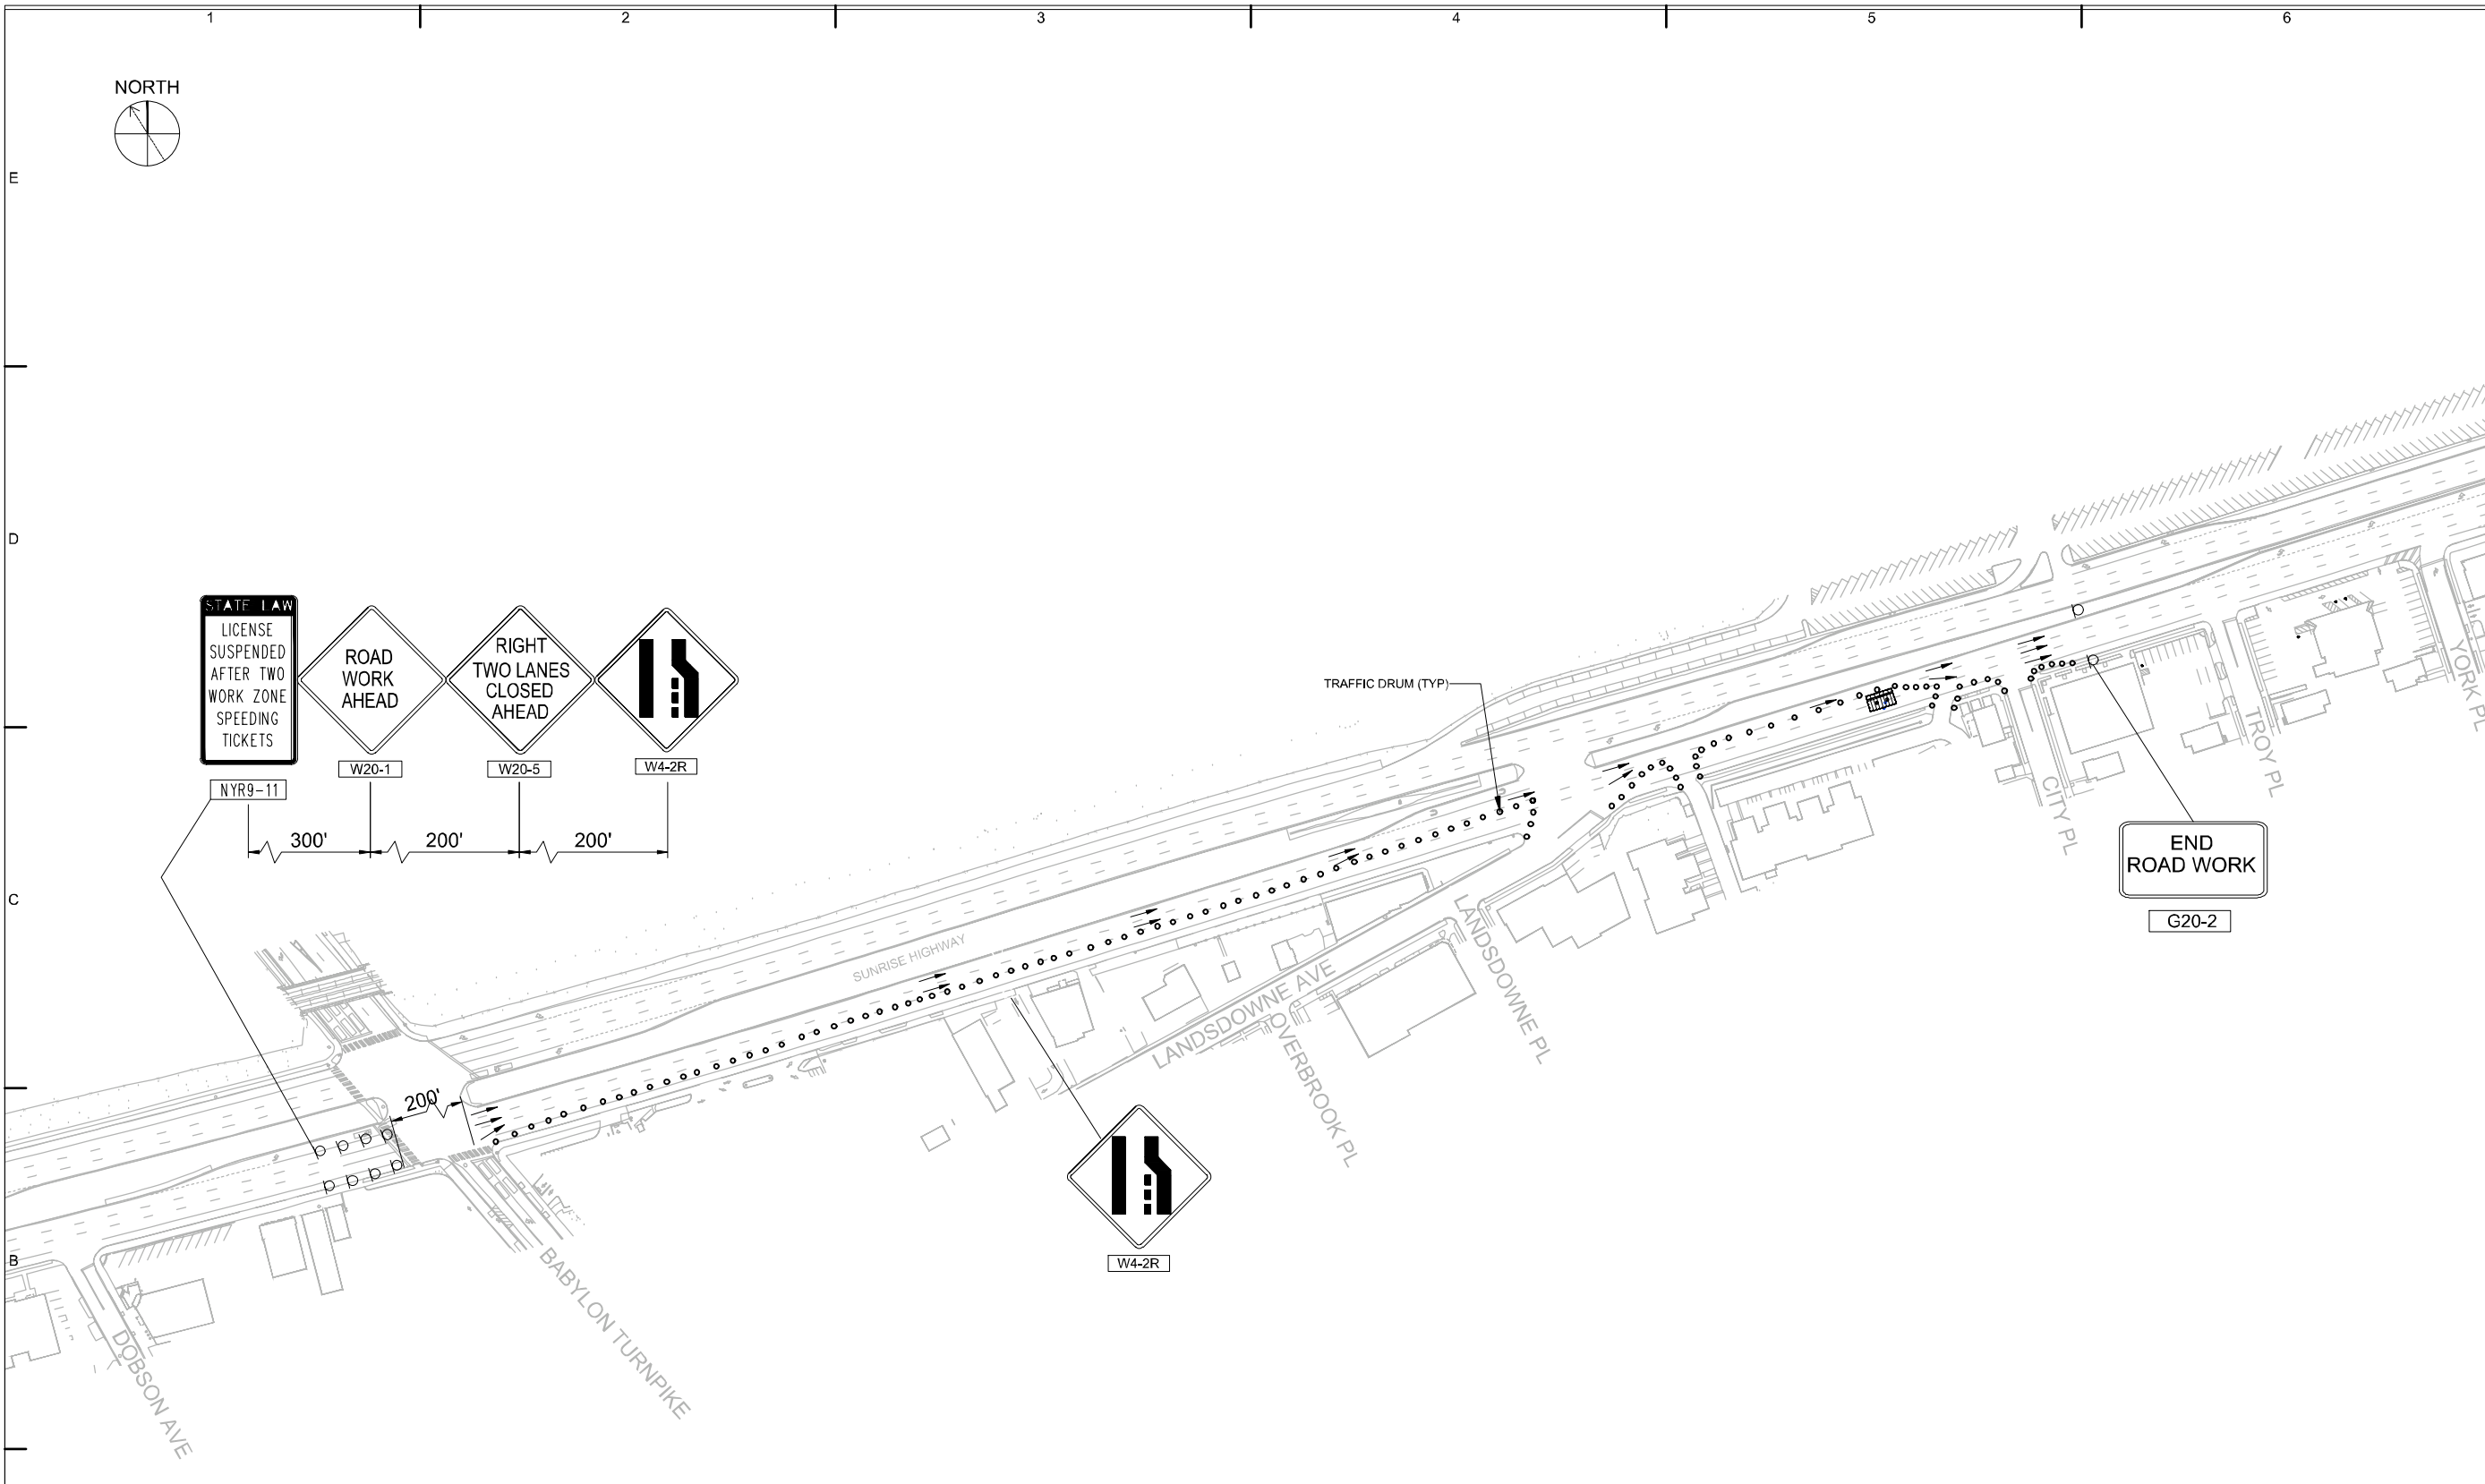 1 2 3 4 5 6
NORTH
E
D
STATE LAW
LICENSE
SUSPENDED
AFTER TWO
WORK ZONE
SPEEDING
TICKETS
NYR9-11
ROAD
WORK
AHEAD
W20-1
RIGHT
TWO LANES
CLOSED
AHEAD
W20-5
W4-2R
300'
200'
200'
TRAFFIC DRUM (TYP)
YORK PL
TROY PL
CITY PL
END
ROAD WORK
G20-2
C
SUNRISE HIGHWAY
LANDSDOWNE AVE
LANDSDOWNE PL
OVERBROOK PL
200'
W4-2R
B
BABYLON TURNPIKE
DOBSON AVE